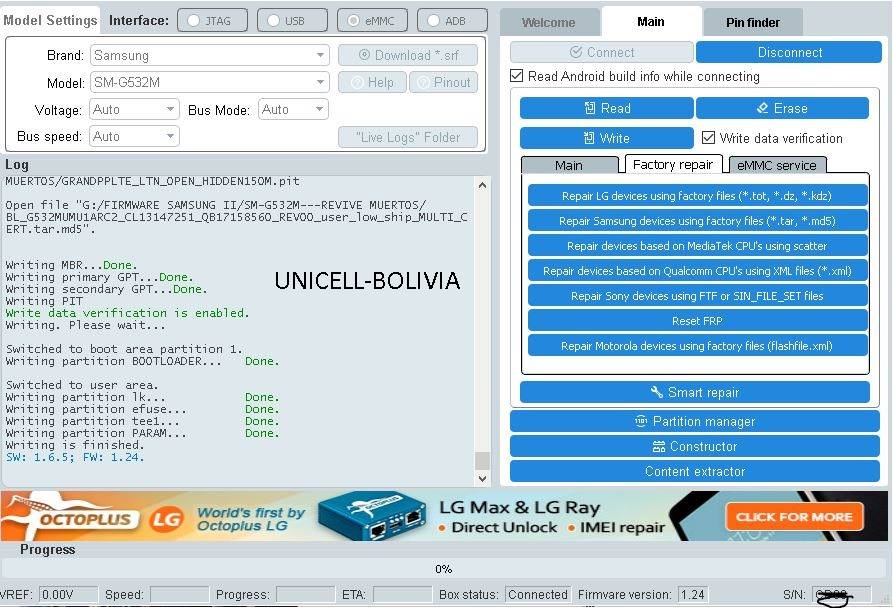 Model Settings
Interface:
JTAG
USB
eMMC
ADB
Brand: Samsung
Download *.srf
Model: SM-G532M
Help
Pinout
Voltage: Auto
Bus Mode: Auto
Bus speed: Auto
"Live Logs" Folder
Log
MUERTOS/GRANDPPLTE_LTN_OPEN_HIDDEN150M.pit
Open file "G:/FIRMWARE SAMSUNG II/SM-G532M---REVIVE MUERTOS/
BL_G532MUMU1ARC2_CL13147251_QB17158560_REV00_user_low_ship_MULTI_C
ERT.tar.md5".
Writing MBR...Done.
Writing primary GPT...Done.
Writing secondary GPT...Done.
Writing PIT
Write data verification is enabled.
Writing. Please wait...
Switched to boot area partition 1.
Writing partition BOOTLOADER... Done.
Switched to user area.
Writing partition lk... Done.
Writing partition efuse... Done.
Writing partition tee1... Done.
Writing partition PARAM... Done.
Writing is finished.
SW: 1.6.5; FW: 1.24.
UNICELL-BOLIVIA
Welcome
Main
Pin finder
Connect
Disconnect
Read Android build info while connecting
Read
Erase
Write
Write data verification
Main
Factory repair
eMMC service
Repair LG devices using factory files (*.tot, *.dz, *.kdz)
Repair Samsung devices using factory files (*.tar, *.md5)
Repair devices based on MediaTek CPU's using scatter
Repair devices based on Qualcomm CPU's using XML files (*.xml)
Repair Sony devices using FTF or SIN_FILE_SET files
Reset FRP
Repair Motorola devices using factory files (flashfile.xml)
Smart repair
Partition manager
Constructor
Content extractor
OCTOPLUS
LG
World's first by
Octoplus LG
LG Max & LG Ray
• Direct Unlock • IMEI repair
CLICK FOR MORE
Progress
0%
VREF: 0.00V
Speed:
Progress:
ETA:
Box status: Connected
Firmware version: 1.24
S/N: